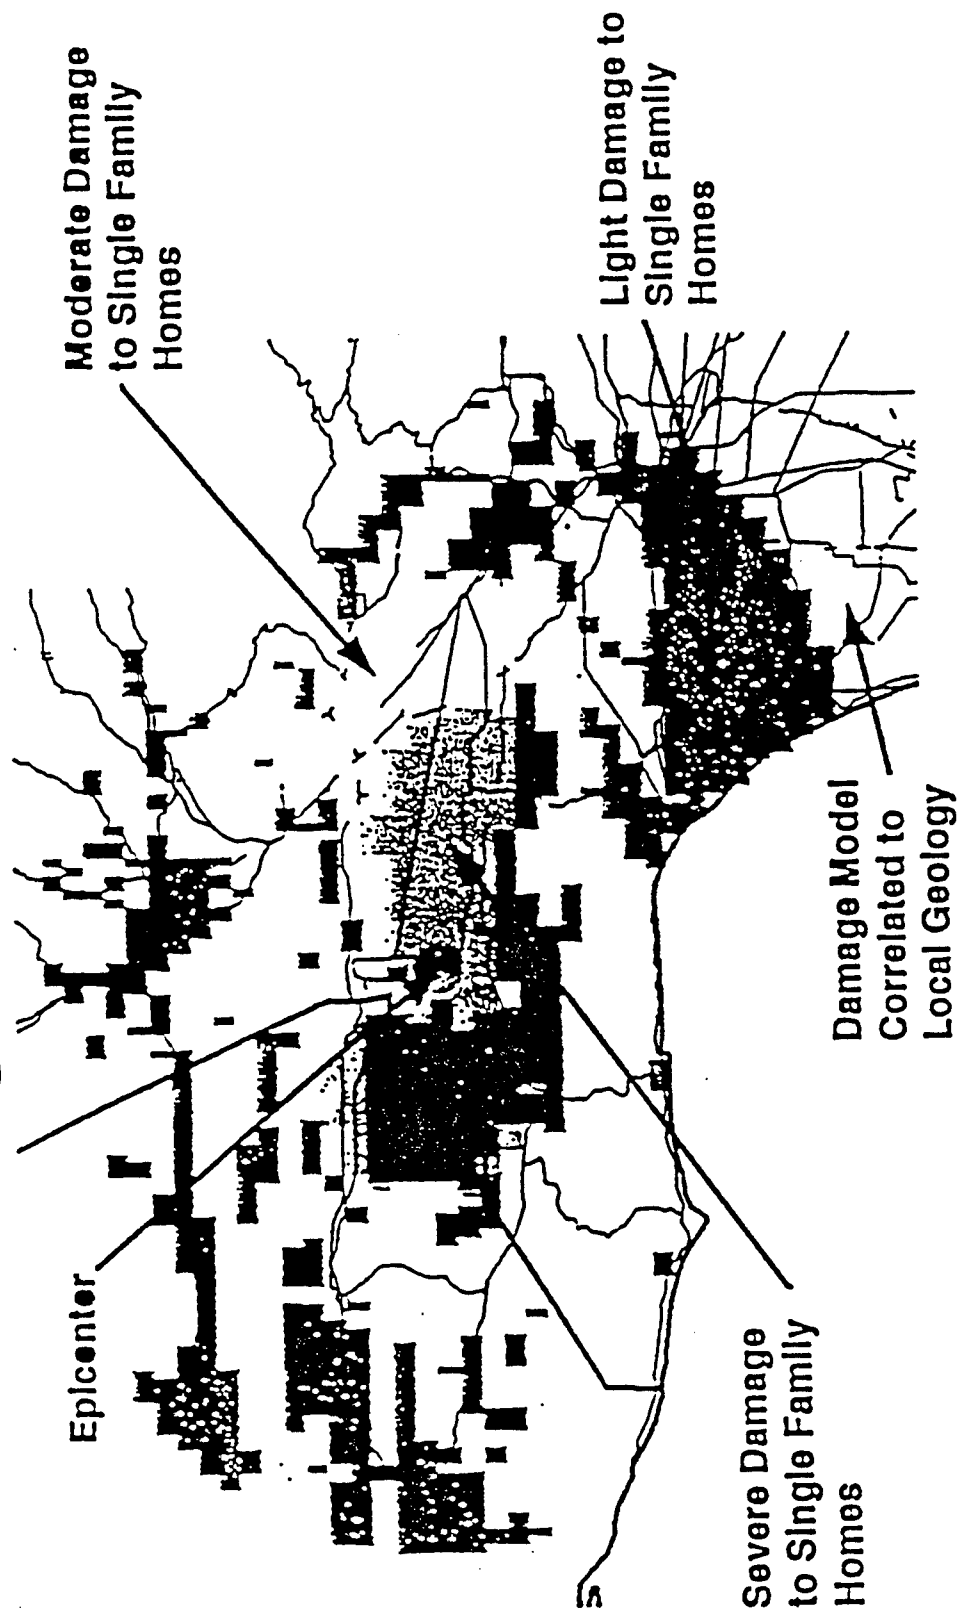 Moderate Damage
to Single Family
Homes
Light Damage to
Single Family
Homes
Epicenter
Damage Model
Correlated to
Local Geology
Severe Damage
to Single Family
Homes